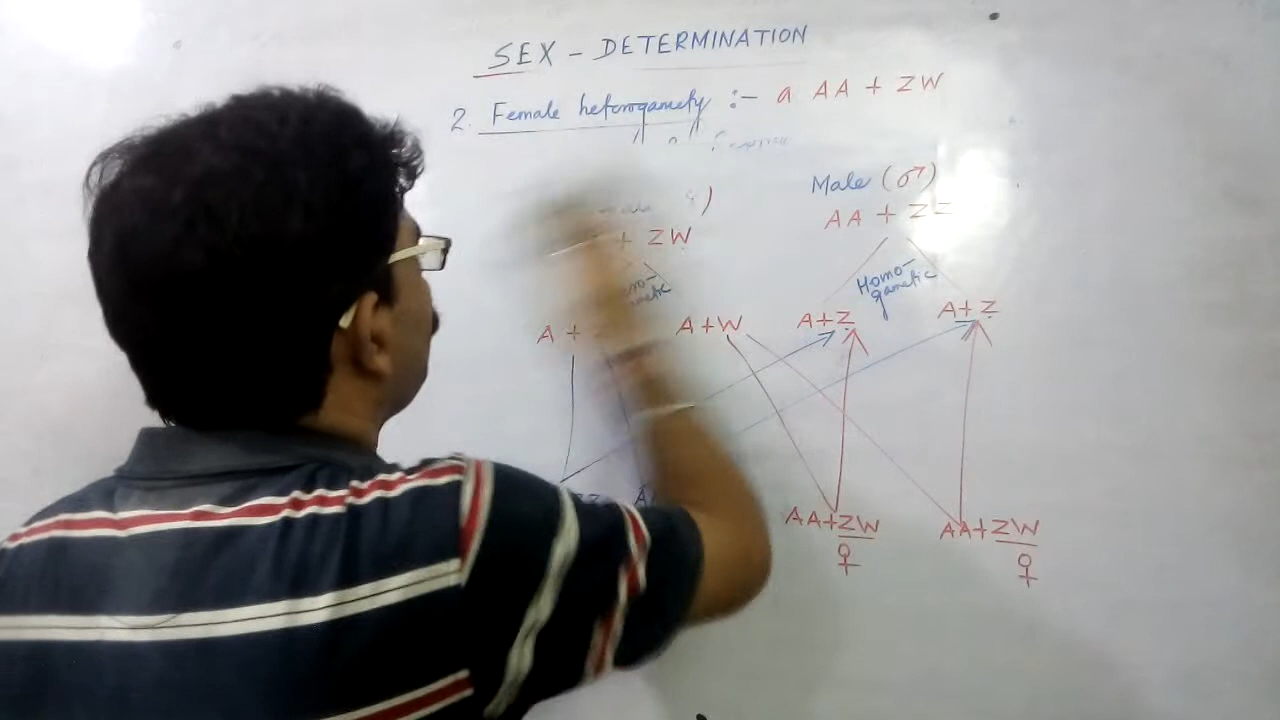 SEX - DETERMINATION
2. Female heterogamety :- a AA + ZW
Male (♂)
+ ZW AA + ZZ
Homo-
gametic
A + A+W A+Z A+Z
AA+ZW AA+ZW
♀ ♀